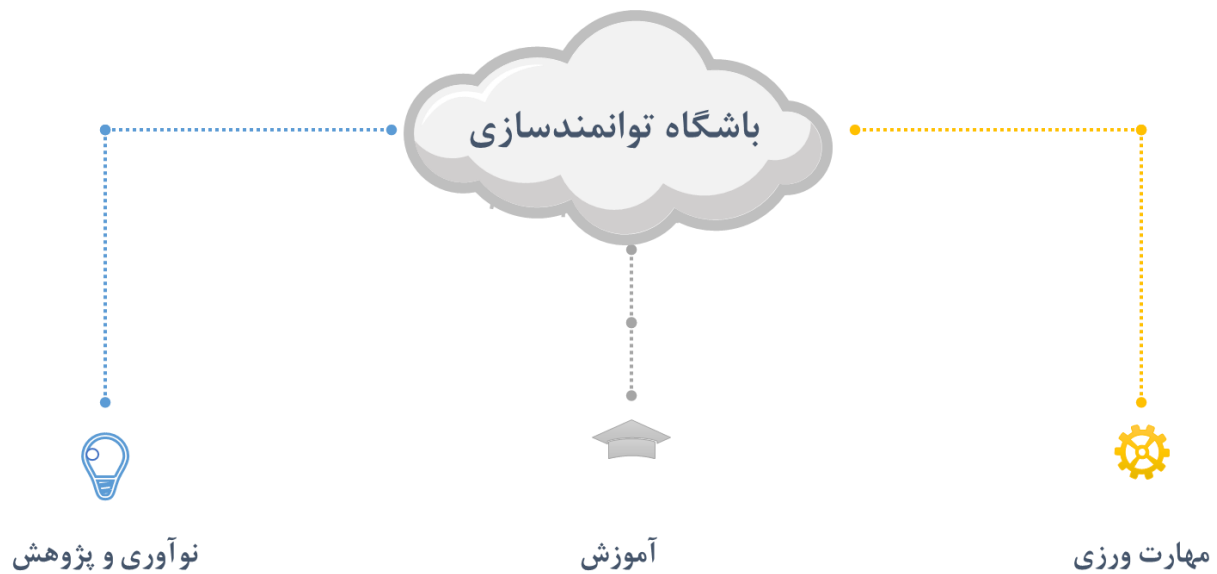 باشگاه توانمندسازی
مهارت ورزی
آموزش
نوآوری و پژوهش